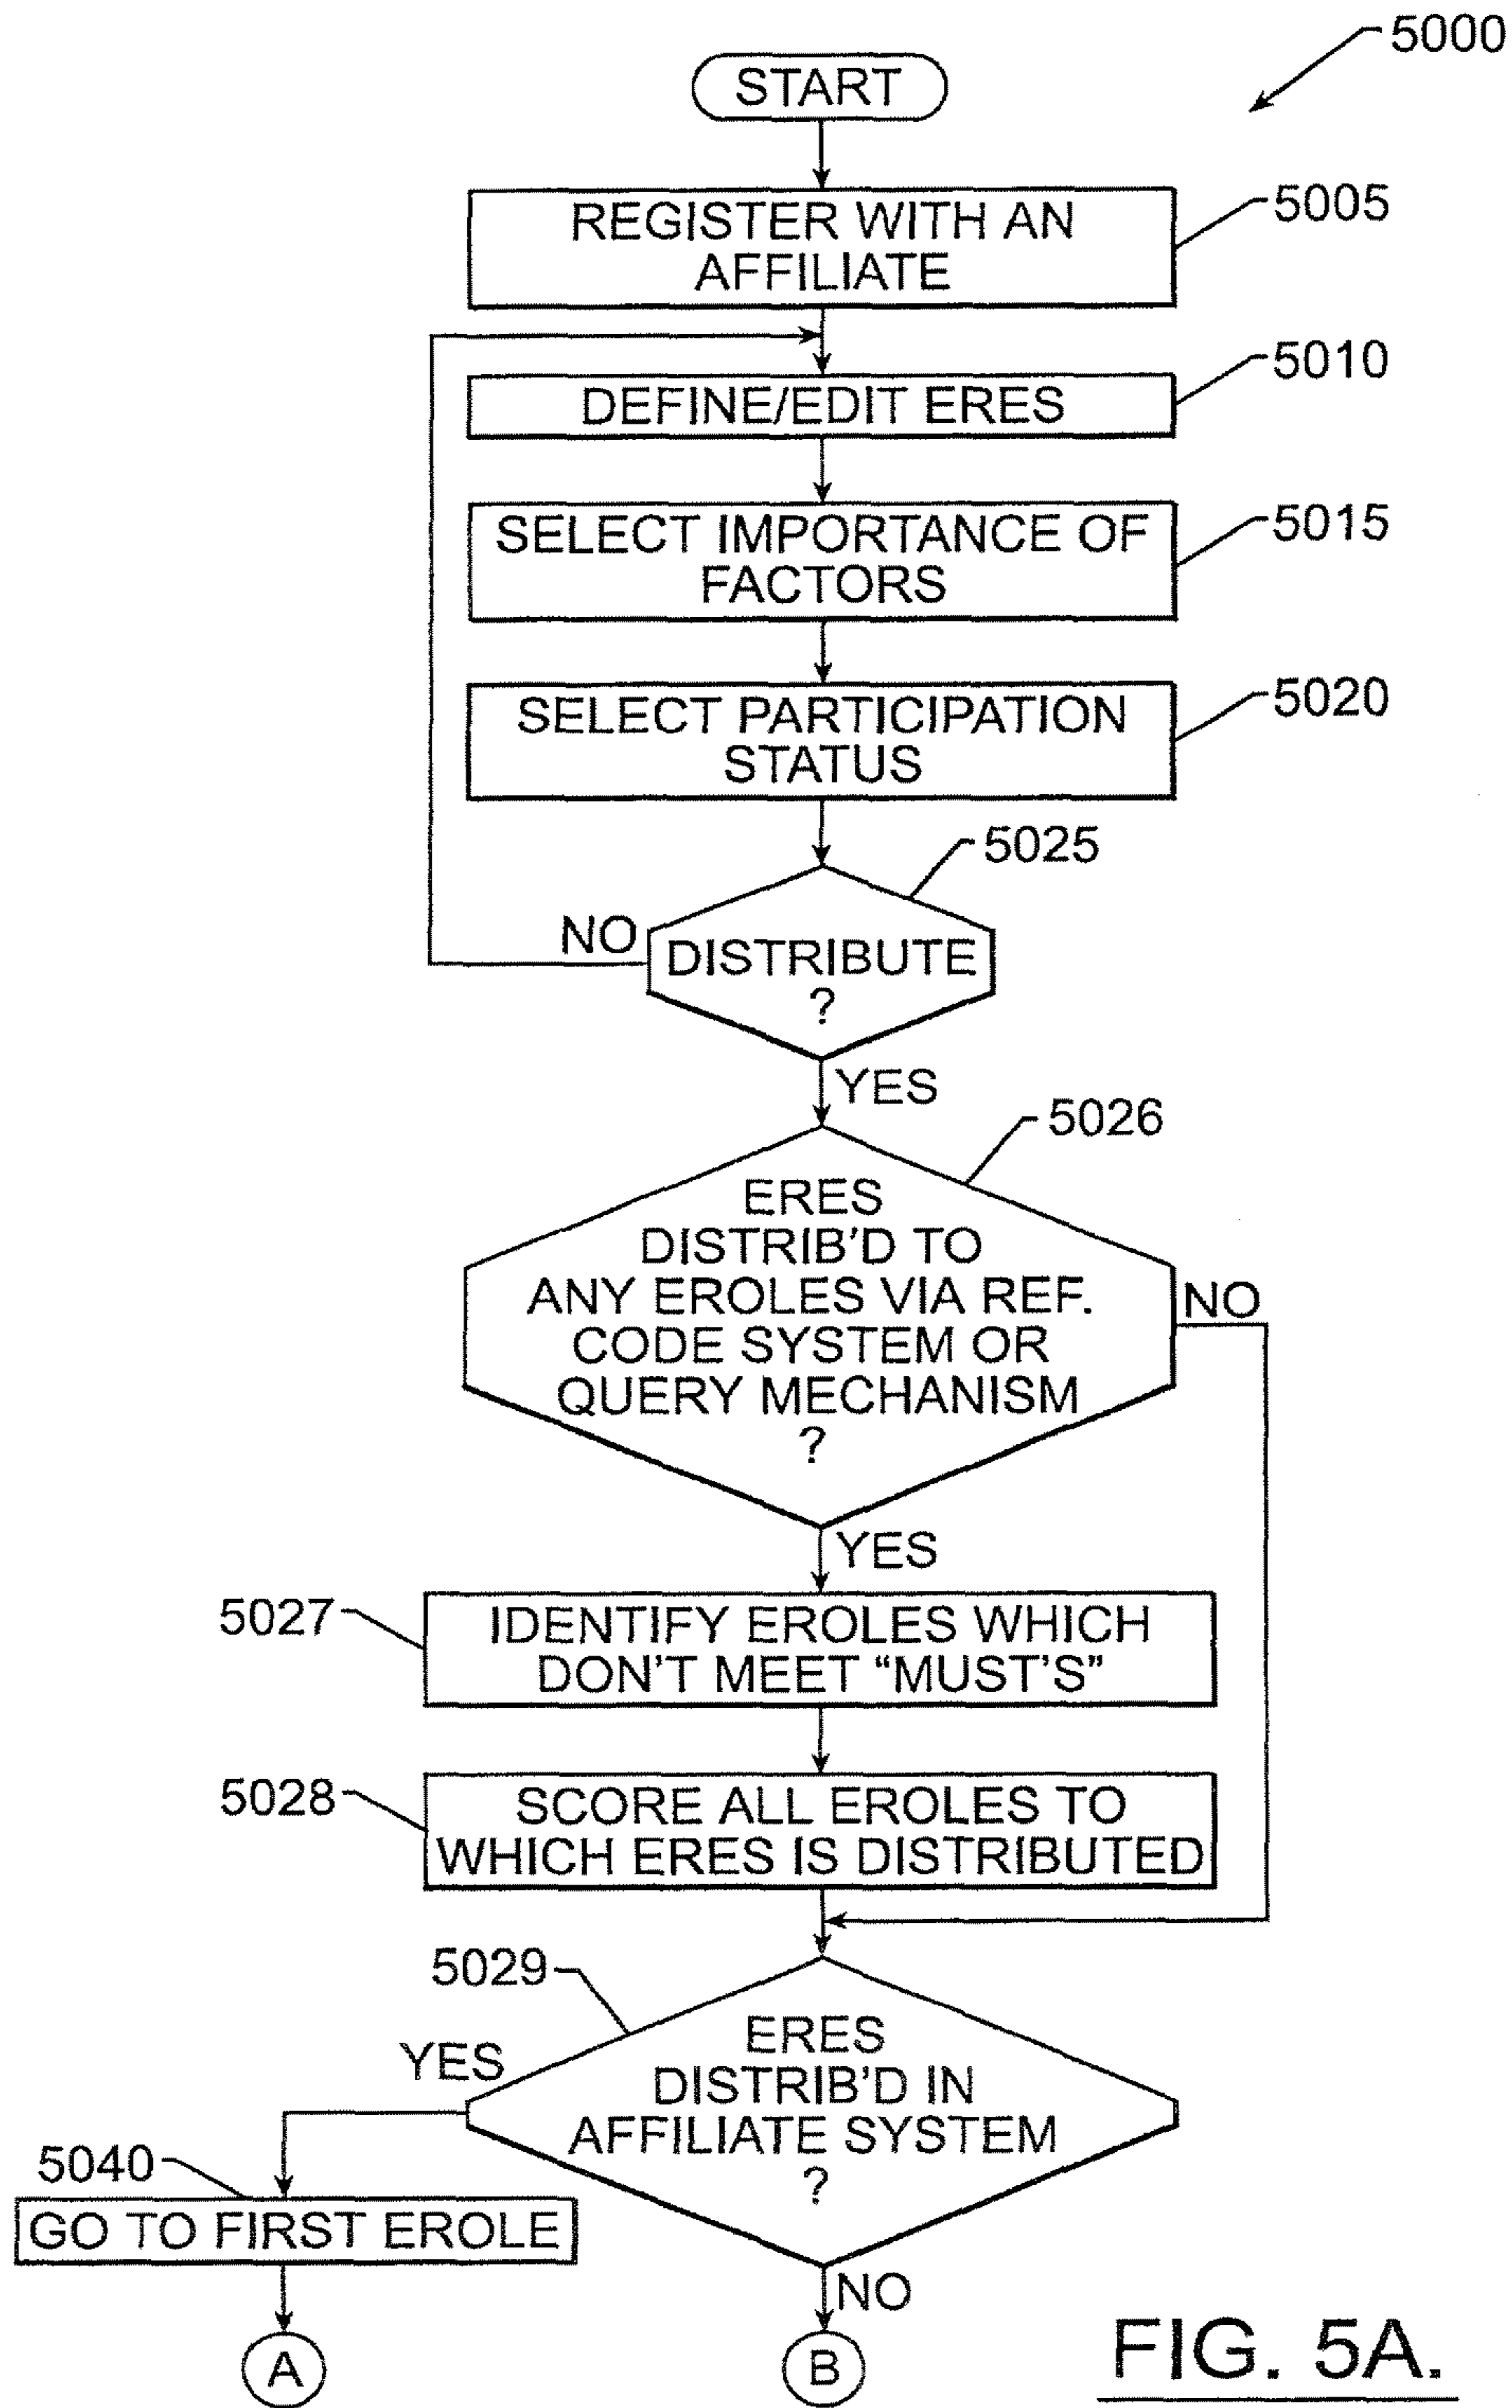 5000
START
REGISTER WITH AN
AFFILIATE
5005
DEFINE/EDIT ERES
5010
SELECT IMPORTANCE OF
FACTORS
5015
SELECT PARTICIPATION
STATUS
5020
5025
NO
DISTRIBUTE
?
YES
5026
ERES
DISTRIB'D TO
ANY EROLES VIA REF.
CODE SYSTEM OR
QUERY MECHANISM
?
NO
YES
5027
IDENTIFY EROLES WHICH
DON'T MEET “MUST'S”
5028
SCORE ALL EROLES TO
WHICH ERES IS DISTRIBUTED
5029
YES
ERES
DISTRIB'D IN
AFFILIATE SYSTEM
?
5040
GO TO FIRST EROLE
NO
A
B
FIG. 5A.